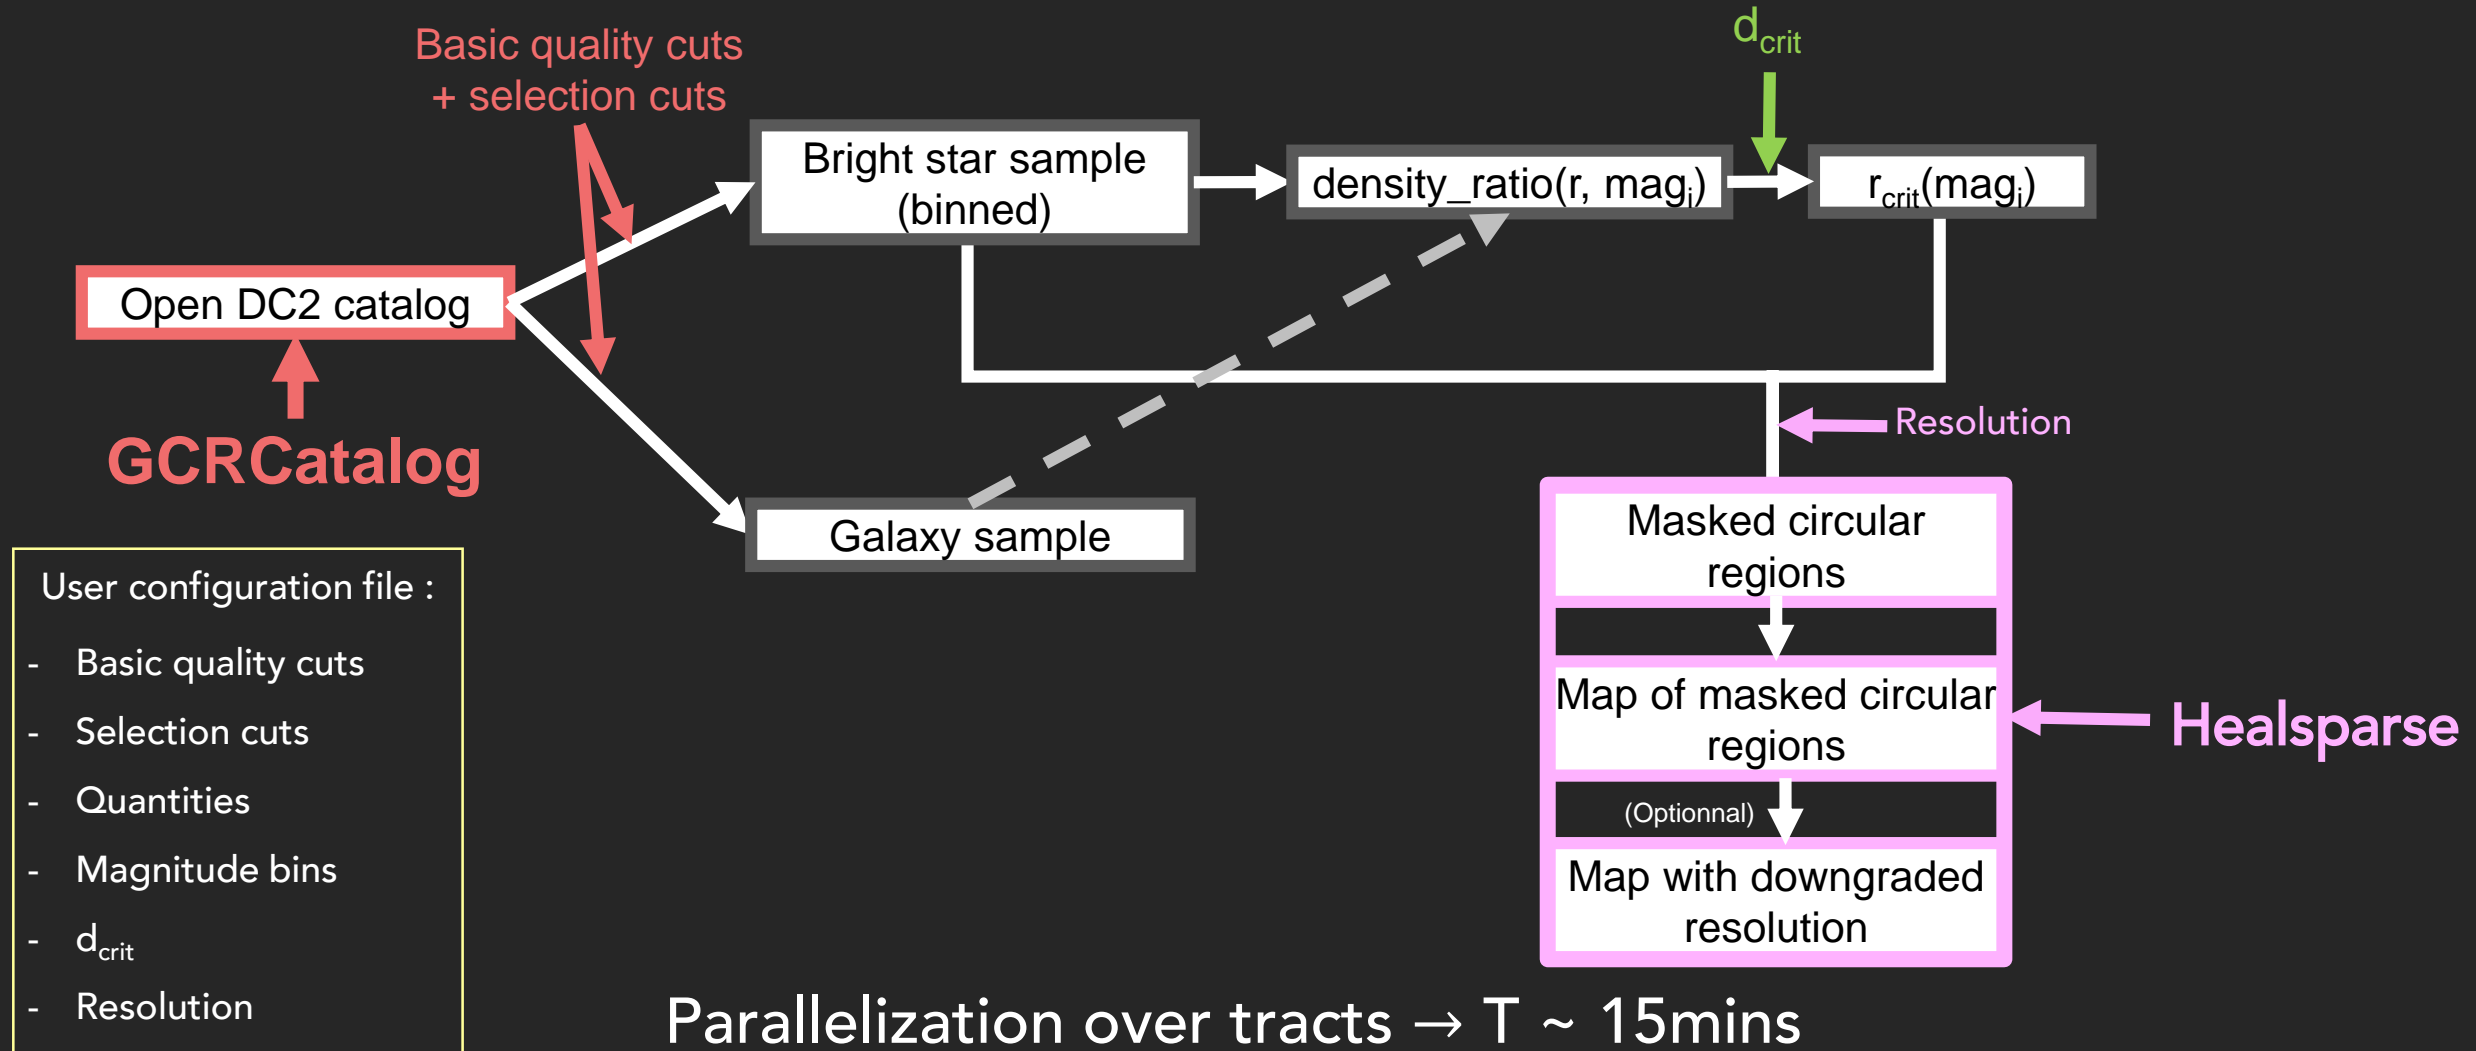 Basic quality cuts
+ selection cuts
d_crit
Bright star sample
(binned)
density_ratio(r, mag_i)
r_crit(mag_i)
Open DC2 catalog
GCRCatalog
Resolution
Galaxy sample
Masked circular
regions
Map of masked circular
regions
(Optionnal)
Map with downgraded
resolution
Healsparse
User configuration file :
- Basic quality cuts
- Selection cuts
- Quantities
- Magnitude bins
- d_crit
- Resolution
Parallelization over tracts → T ~ 15mins